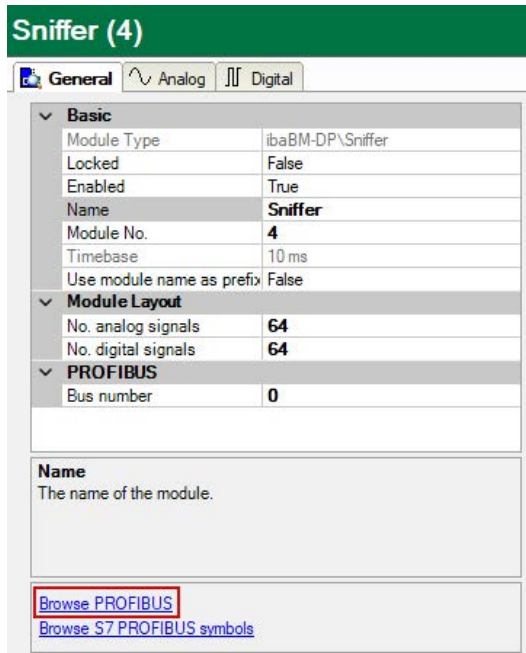 Sniffer (4)
General Analog Digital
Basic
Module Type ibaBM-DP\Sniffer
Locked False
Enabled True
Name Sniffer
Module No. 4
Timebase 10 ms
Use module name as prefix False
Module Layout
No. analog signals 64
No. digital signals 64
PROFIBUS
Bus number 0
Name
The name of the module.
Browse PROFIBUS
Browse S7 PROFIBUS symbols